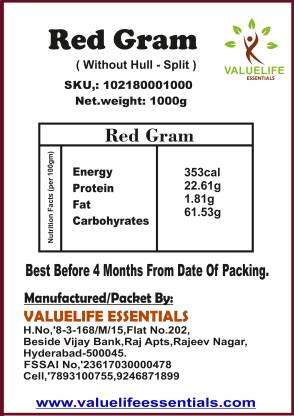 Red Gram
VALUELIFE
ESSENTIALS
( Without Hull - Split )
SKU,: 102180001000
Net.weight: 1000g
Red Gram
Nutrition Facts (per 100gm)
Energy 353cal
Protein 22.61g
Fat 1.81g
Carbohyrates 61.53g
Best Before 4 Months From Date Of Packing.
Manufactured/Packet By:
VALUELIFE ESSENTIALS
H.No,'8-3-168/M/15,Flat No.202,
Beside Vijay Bank,Raj Apts,Rajeev Nagar,
Hyderabad-500045.
FSSAI No,'23617030000478
Cell,'7893100755,9246871899
www.valuelifeessentials.com